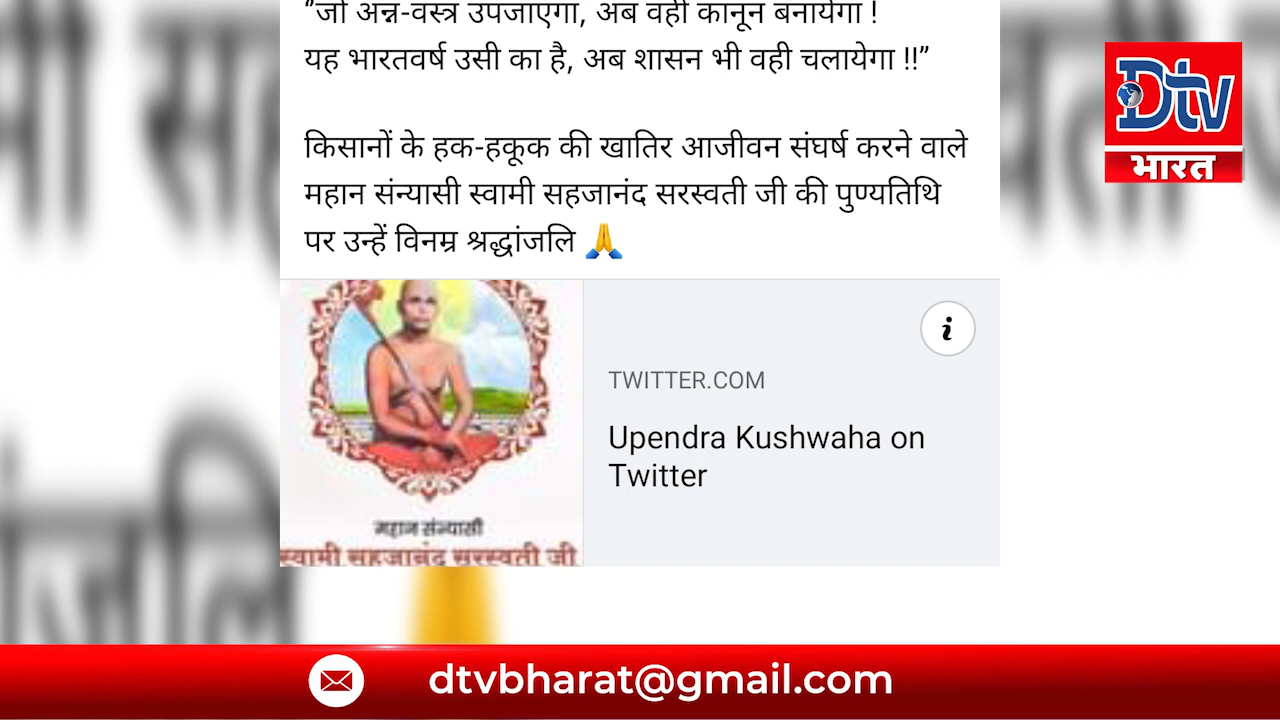 "जो अन्न-वस्त्र उपजाएगा, अब वही कानून बनायेगा !
यह भारतवर्ष उसी का है, अब शासन भी वही चलायेगा !!”
किसानों के हक-हकूक की खातिर आजीवन संघर्ष करने वाले
महान संन्यासी स्वामी सहजानंद सरस्वती जी की पुण्यतिथि
पर उन्हें विनम्र श्रद्धांजलि 🙏
महान संन्यासी
स्वामी सहजानंद सरस्वती जी
i
TWITTER.COM
Upendra Kushwaha on
Twitter
Dtv
भारत
dtvbharat@gmail.com